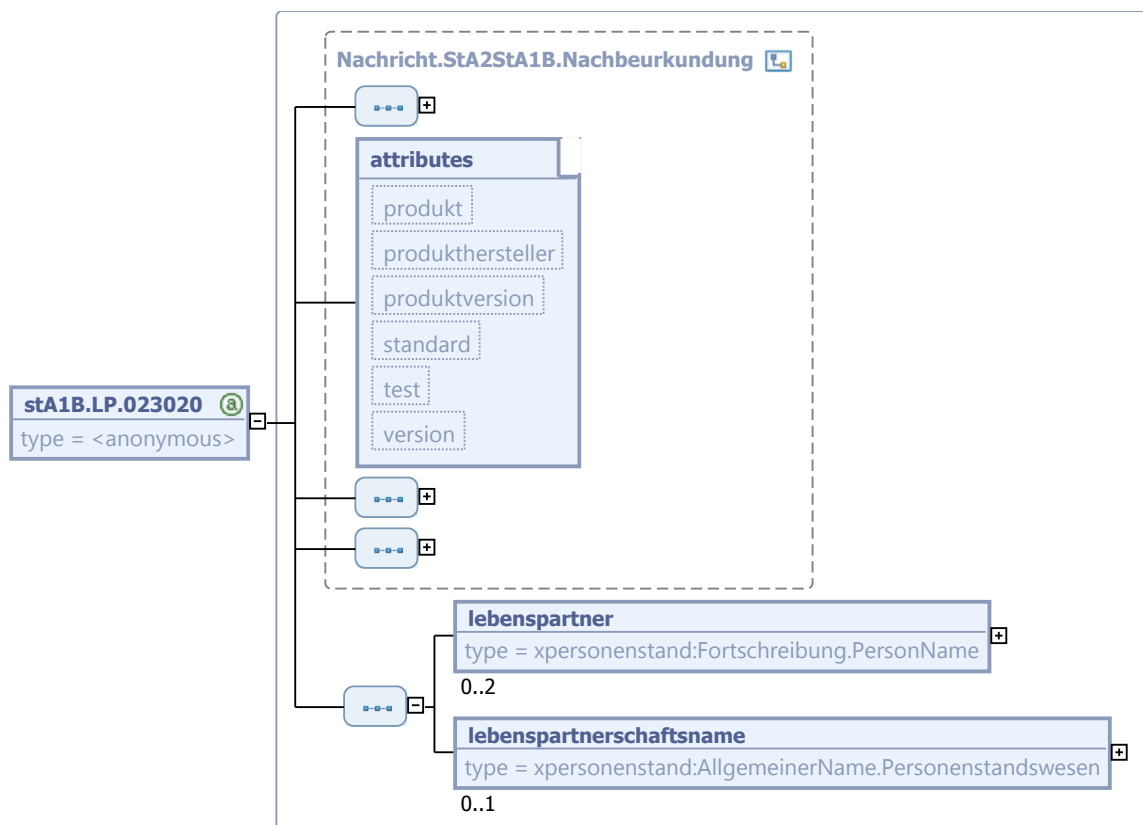 Nachricht.StA2StA1B.Nachbeurkundung
attributes
produkt
produkthersteller
produktversion
standard
test
version
stA1B.LP.023020 @
type = <anonymous>
lebenspartner
type = xpersonenstand:Fortschreibung.PersonName
0..2
lebenspartnerschaftsname
type = xpersonenstand:AllgemeinerName.Personenstandswesen
0..1